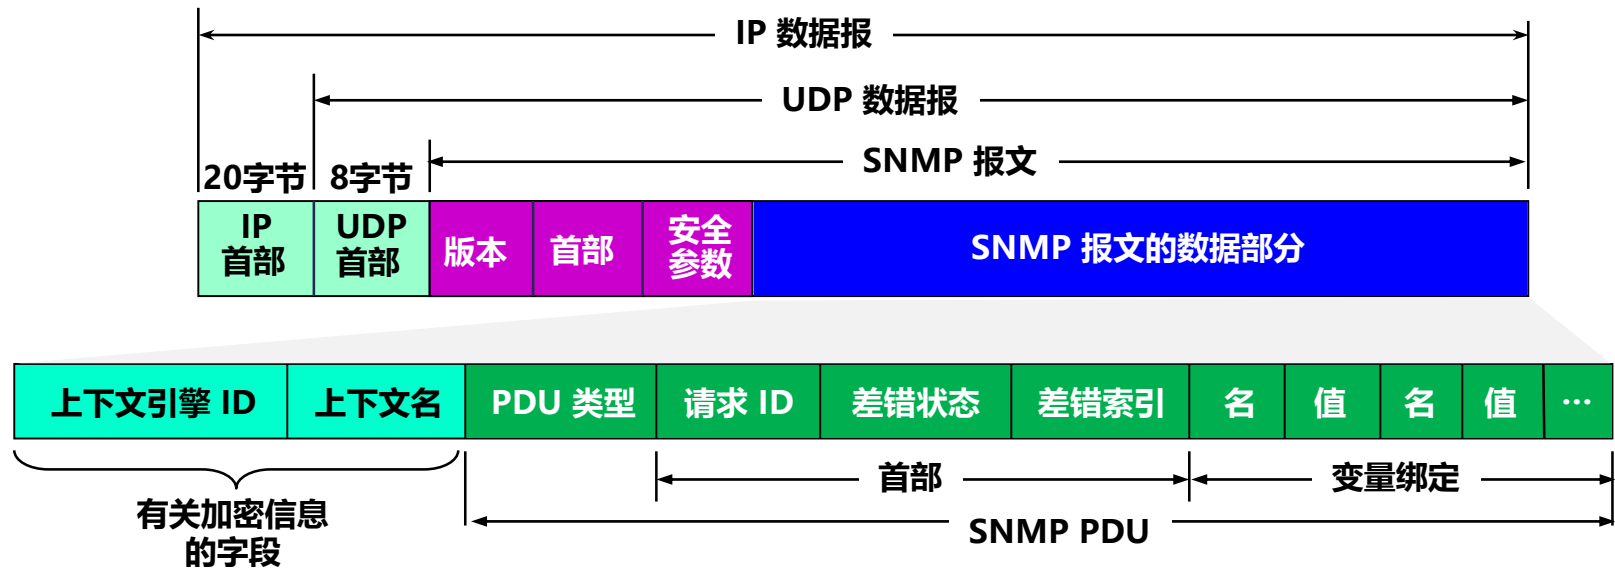 IP 数据报
UDP 数据报
SNMP 报文
20字节
8字节
IP
首部
UDP
首部
版本
首部
安全
参数
SNMP 报文的数据部分
上下文引擎 ID
上下文名
PDU 类型
请求 ID
差错状态
差错索引
名
值
名
值
…
首部
变量绑定
有关加密信息
的字段
SNMP PDU